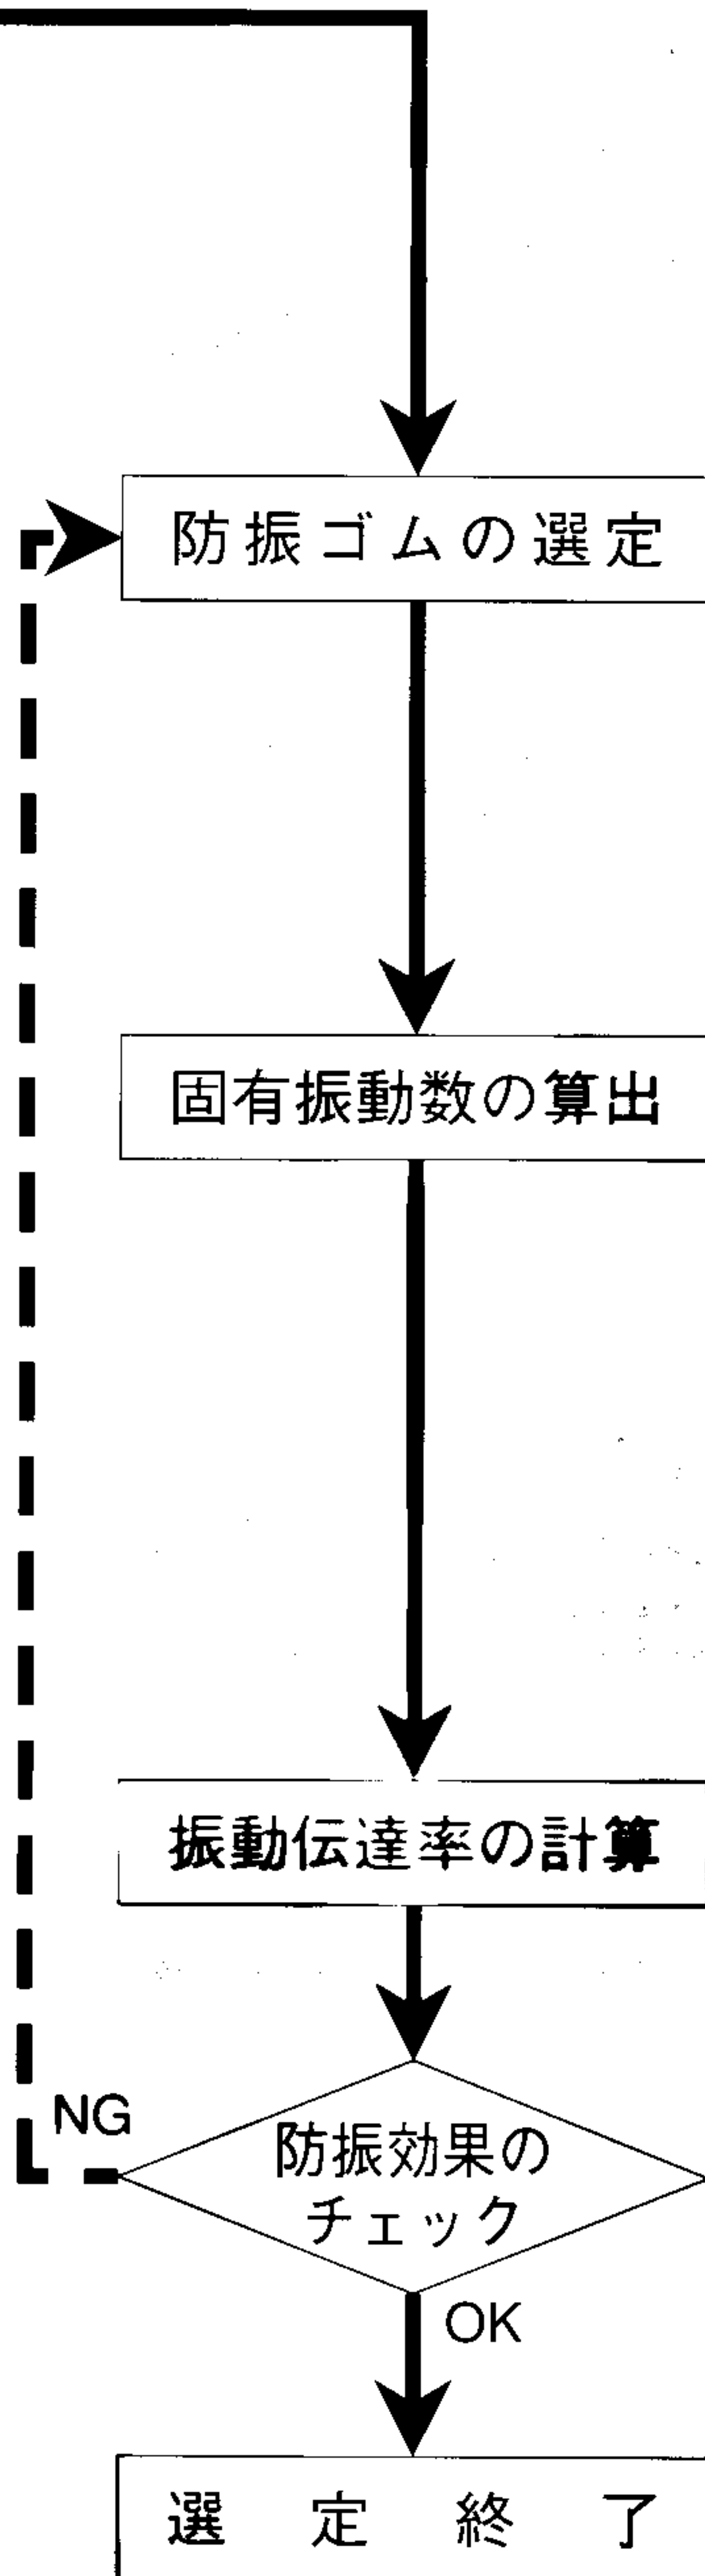 防振ゴムの選定
固有振動数の算出
振動伝達率の計算
NG
防振効果の
チェック
OK
選定終了